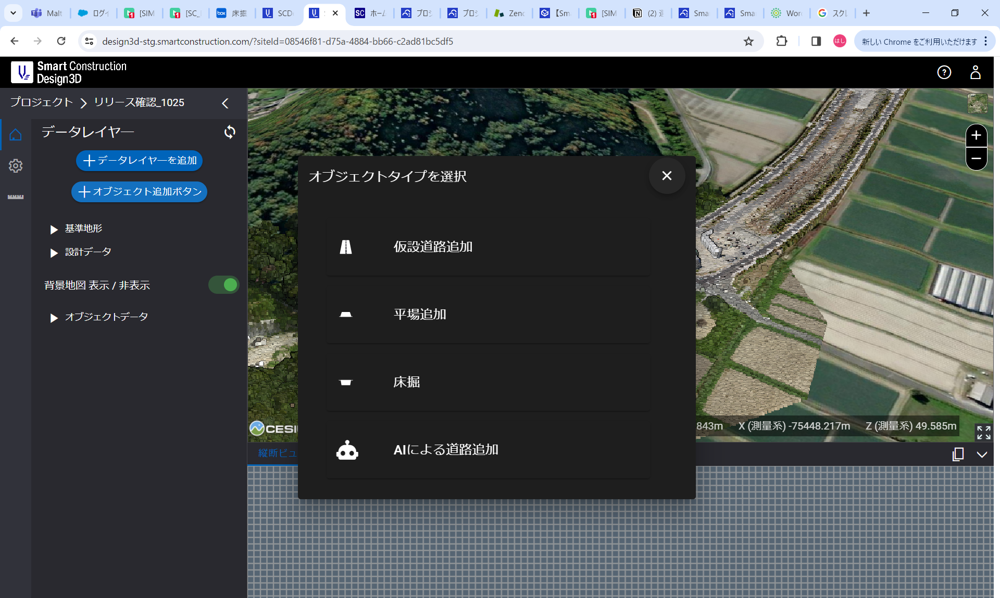 Malt
ログイ
[SIM
[SC_
box
床掘
SCD
SC ホーム
プロジ
プロジ
Zend
【Sm
[SIM
(2) 連
Sma
Sma
Wor
スクレ
design3d-stg.smartconstruction.com/?siteId=08546f81-d75a-4884-bb66-c2ad81bc5df5
はし
新しい Chrome をご利用いただけます
Smart Construction
Design3D
プロジェクト
リリース確認_1025
データレイヤー
データレイヤーを追加
オブジェクト追加ボタン
基準地形
設計データ
背景地図 表示 / 非表示
オブジェクトデータ
オブジェクトタイプを選択
仮設道路追加
平場追加
床掘
AIによる道路追加
CESI
843m X (測量系) -75448.217m Z (測量系) 49.585m
縦断ビュ